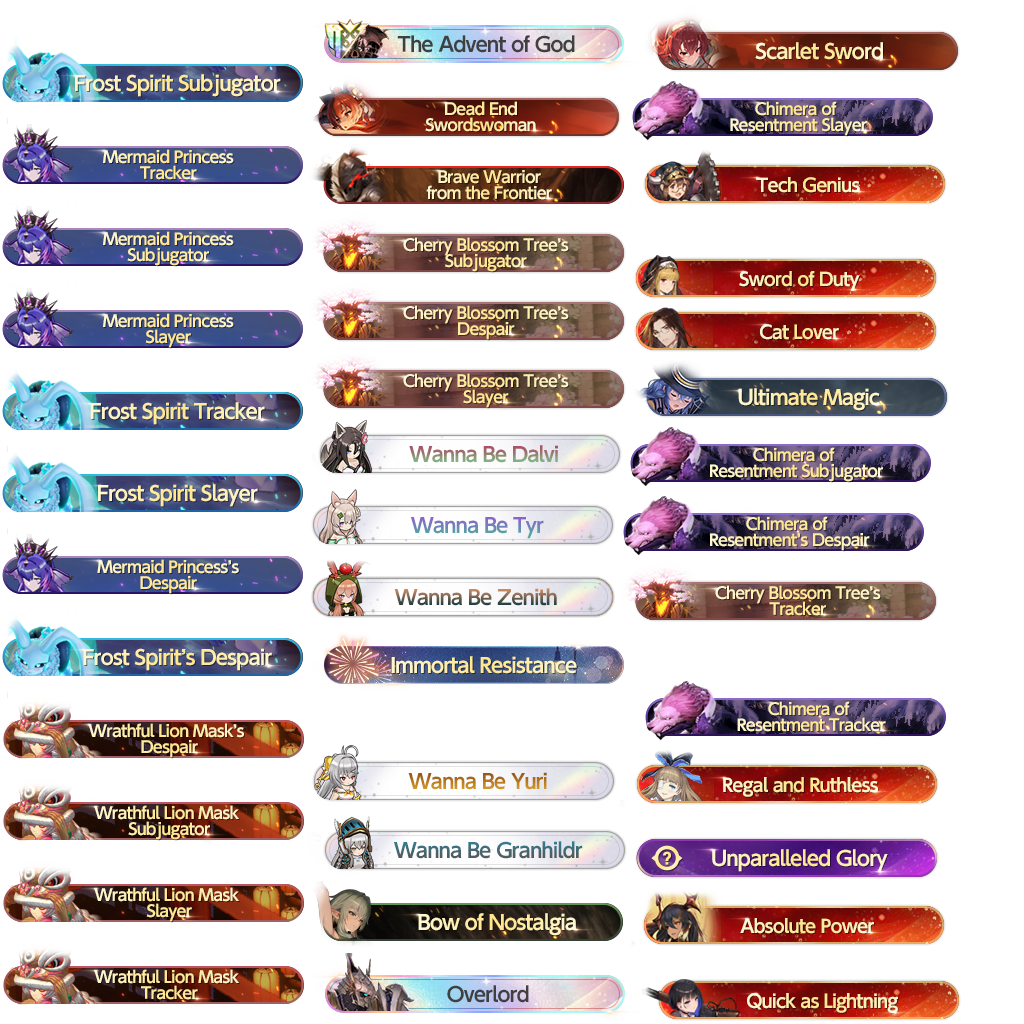 Frost Spirit Subjugator
Mermaid Princess
Tracker
Mermaid Princess
Subjugator
Mermaid Princess
Slayer
Frost Spirit Tracker
Frost Spirit Slayer
Mermaid Princess's
Despair
Frost Spirit's Despair
Wrathful Lion Mask's
Despair
Wrathful Lion Mask
Subjugator
Wrathful Lion Mask
Slayer
Wrathful Lion Mask
Tracker
The Advent of God
Dead End
Swordswoman
Brave Warrior
from the Frontier
Cherry Blossom Tree's
Subjugator
Cherry Blossom Tree's
Despair
Cherry Blossom Tree's
Slayer
Wanna Be Dalvi
Wanna Be Tyr
Wanna Be Zenith
Immortal Resistance
Wanna Be Yuri
Wanna Be Granhildr
Bow of Nostalgia
Overlord
Scarlet Sword
Chimera of
Resentment Slayer
Tech Genius
Sword of Duty
Cat Lover
Ultimate Magic
Chimera of
Resentment Subjugator
Chimera of
Resentment's Despair
Cherry Blossom Tree's
Tracker
Chimera of
Resentment Tracker
Regal and Ruthless
?
Unparalleled Glory
Absolute Power
Quick as Lightning